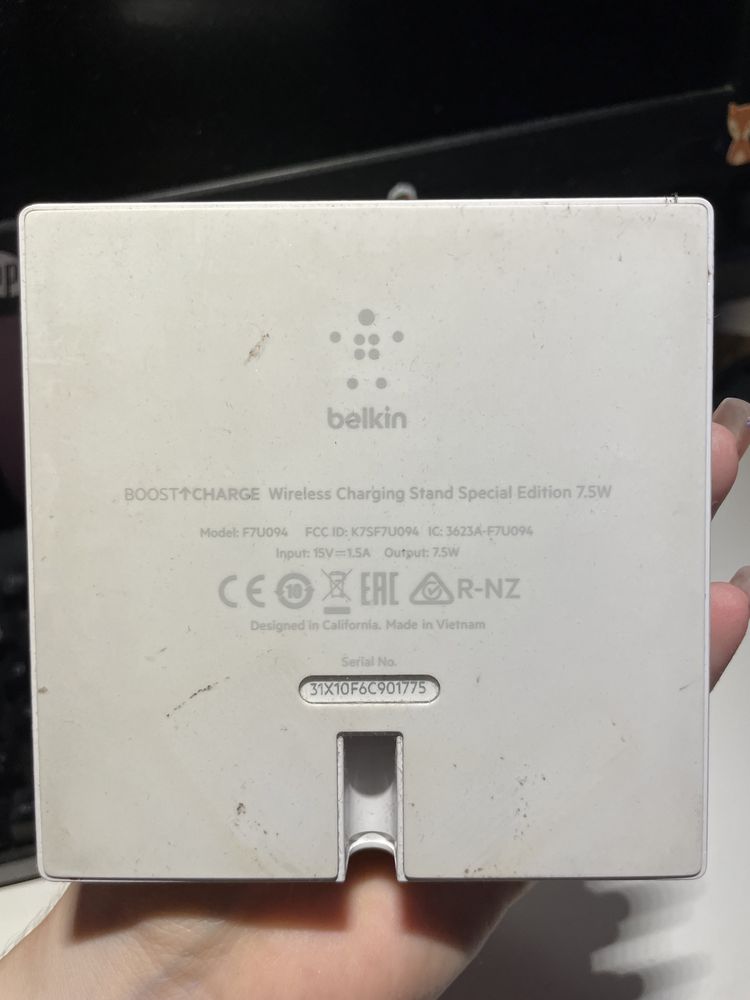 belkin
BOOST↑CHARGE Wireless Charging Stand Special Edition 7.5W
Model: F7U094 FCC ID: K7SF7U094 IC: 3623A-F7U094
Input: 15V⎓1.5A Output: 7.5W
CE 10 EAC R-NZ
Designed in California. Made in Vietnam
Serial No.
31X10F6C901775